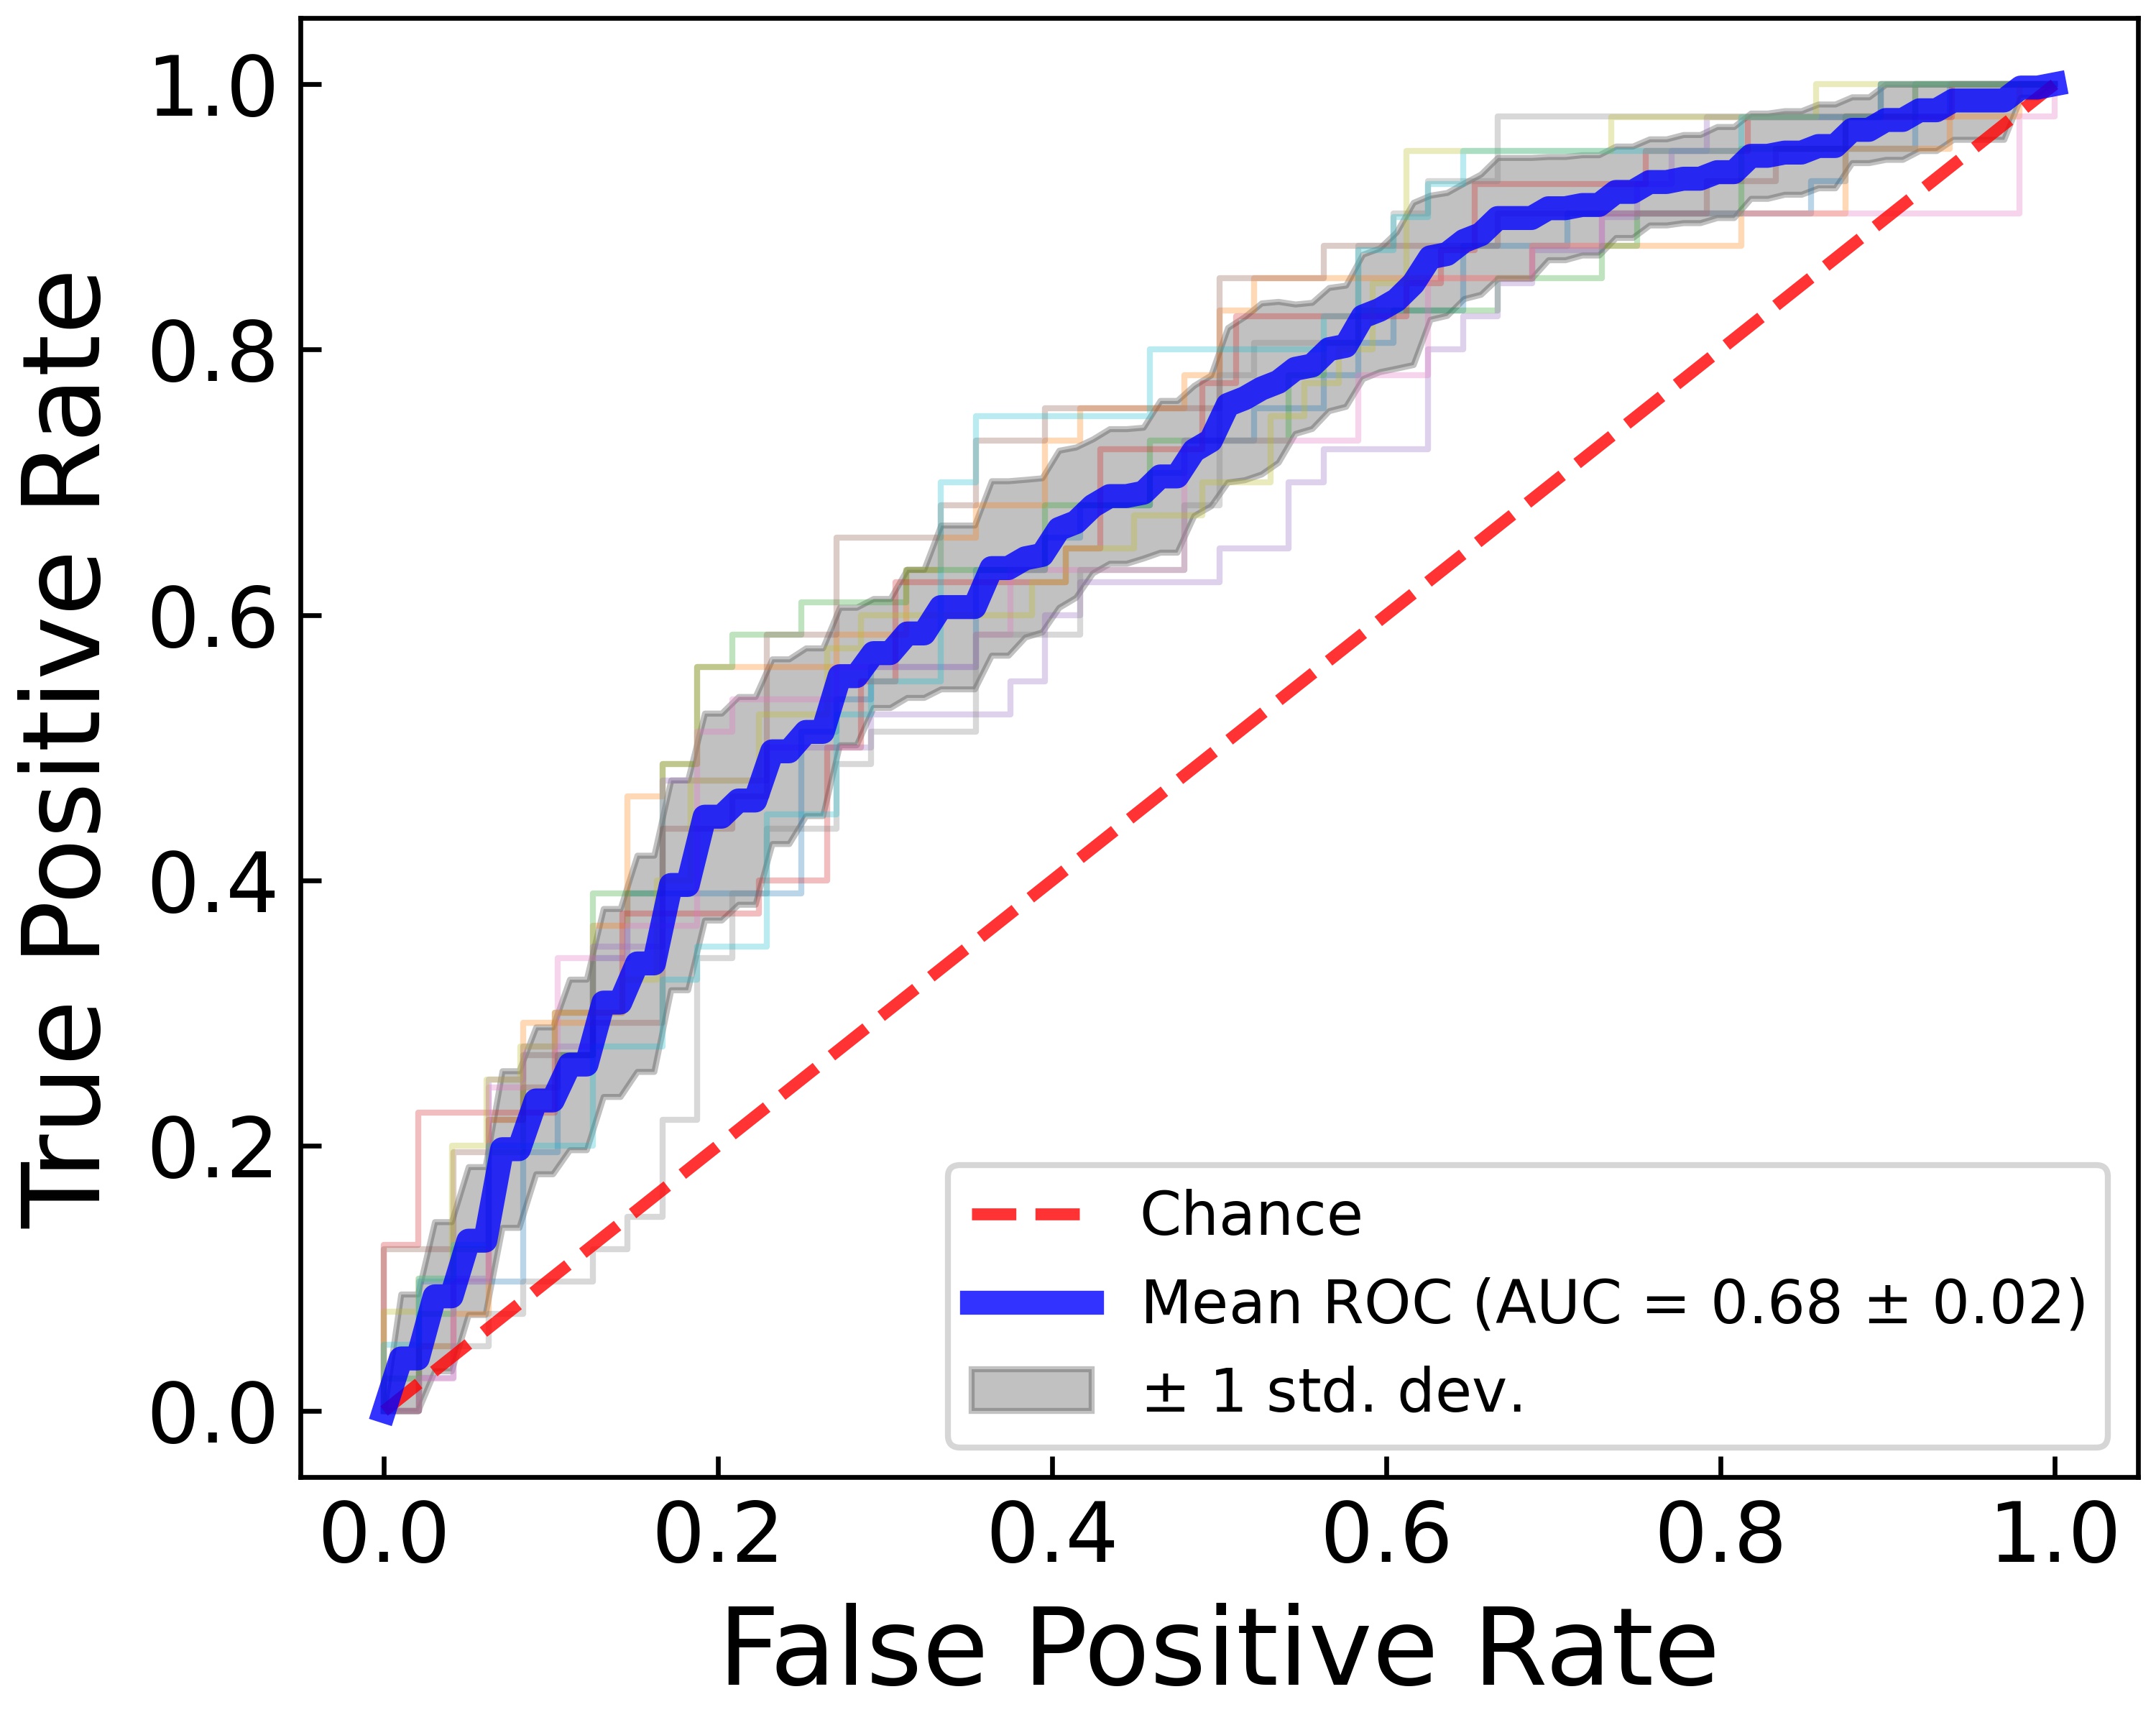 1.0
0.8
0.6
0.4
0.2
0.0
True Positive Rate
Chance
Mean ROC (AUC = 0.68 ± 0.02)
± 1 std. dev.
0.0 0.2 0.4 0.6 0.8 1.0
False Positive Rate